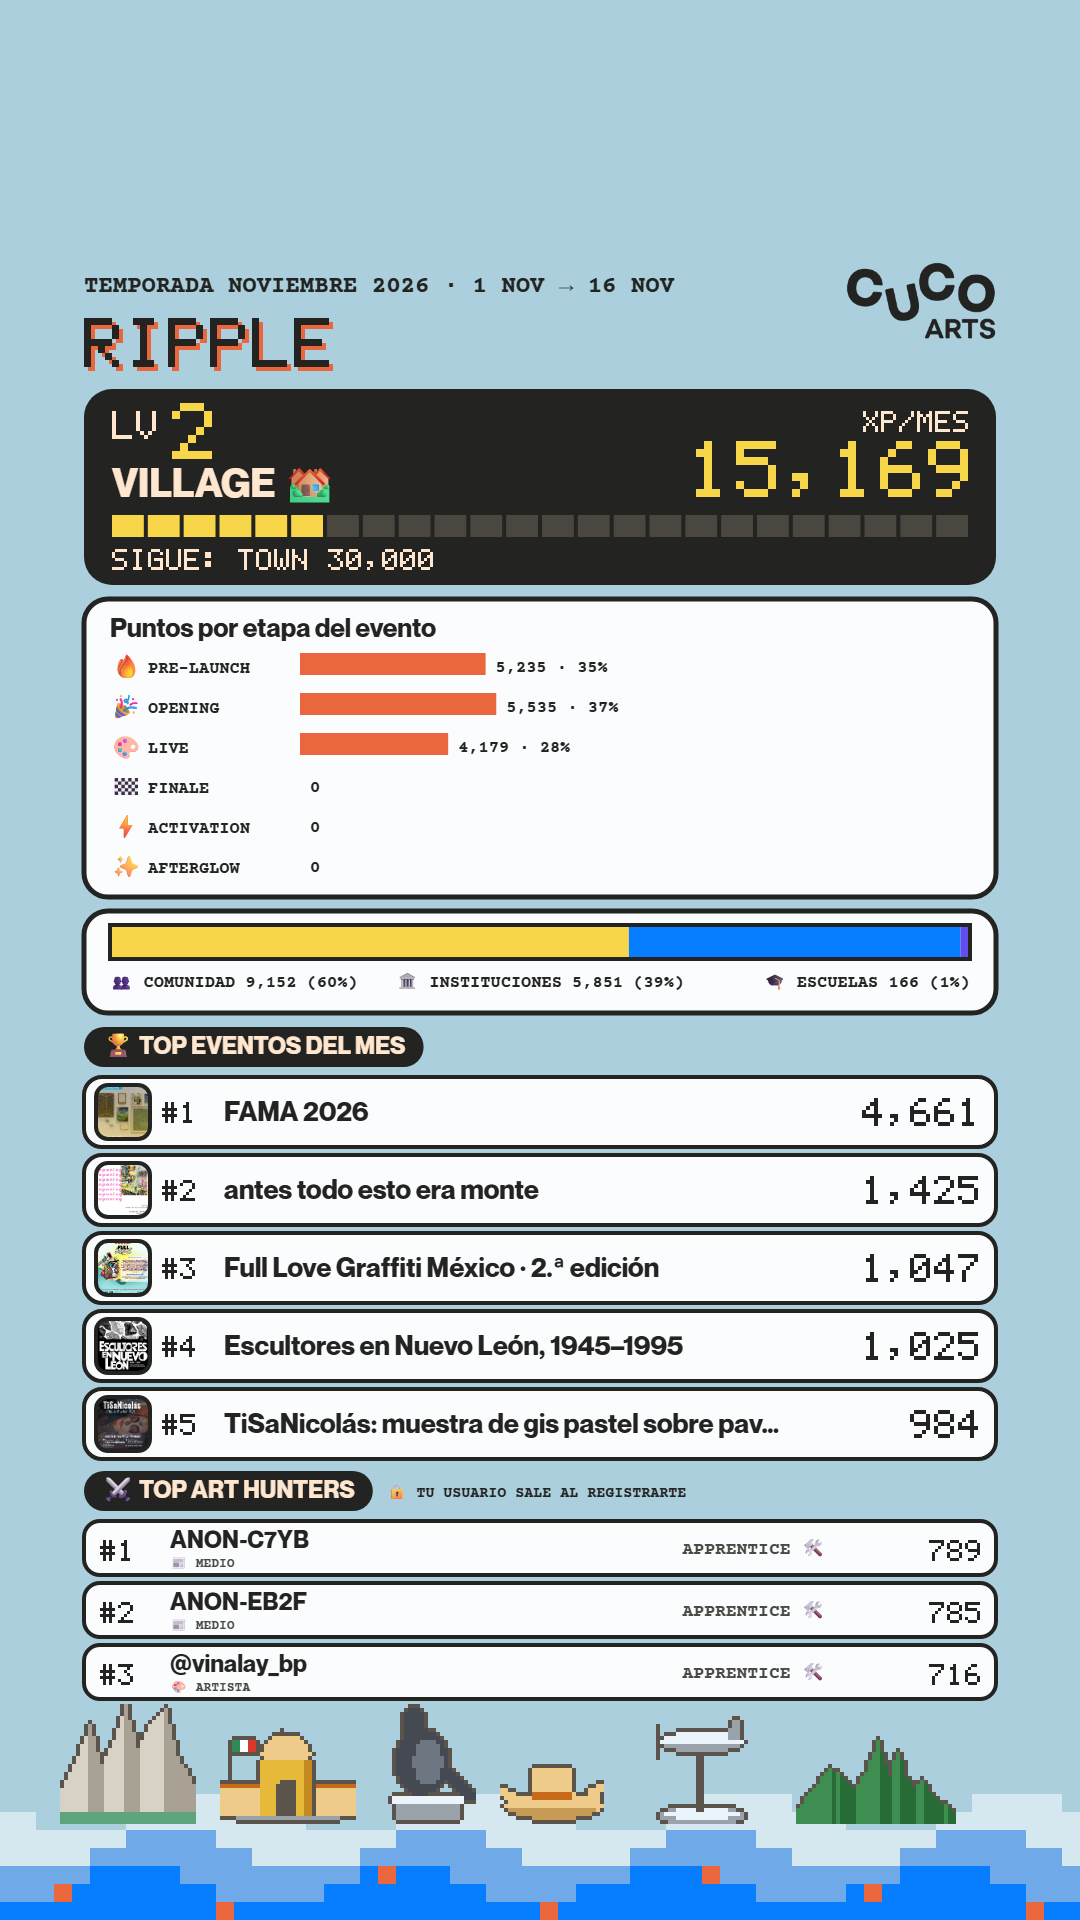 TEMPORADA NOVIEMBRE 2026 · 1 NOV → 16 NOV
CUCO
ARTS
RIPPLE
LV 2
XP/MES
VILLAGE
15,169
SIGUE: TOWN 30,000
Puntos por etapa del evento
PRE-LAUNCH 5,235 · 35%
OPENING 5,535 · 37%
LIVE 4,179 · 28%
FINALE 0
ACTIVATION 0
AFTERGLOW 0
COMUNIDAD 9,152 (60%) INSTITUCIONES 5,851 (39%) ESCUELAS 166 (1%)
TOP EVENTOS DEL MES
#1 FAMA 2026 4,661
#2 antes todo esto era monte 1,425
#3 Full Love Graffiti México · 2.ª edición 1,047
ESCULTORES
EN NUEVO
LEÓN
#4 Escultores en Nuevo León, 1945–1995 1,025
TiSaNicolás
#5 TiSaNicolás: muestra de gis pastel sobre pav... 984
TOP ART HUNTERS TU USUARIO SALE AL REGISTRARTE
#1 ANON-C7YB APPRENTICE 789
MEDIO
#2 ANON-EB2F APPRENTICE 785
MEDIO
#3 @vinalay_bp APPRENTICE 716
ARTISTA